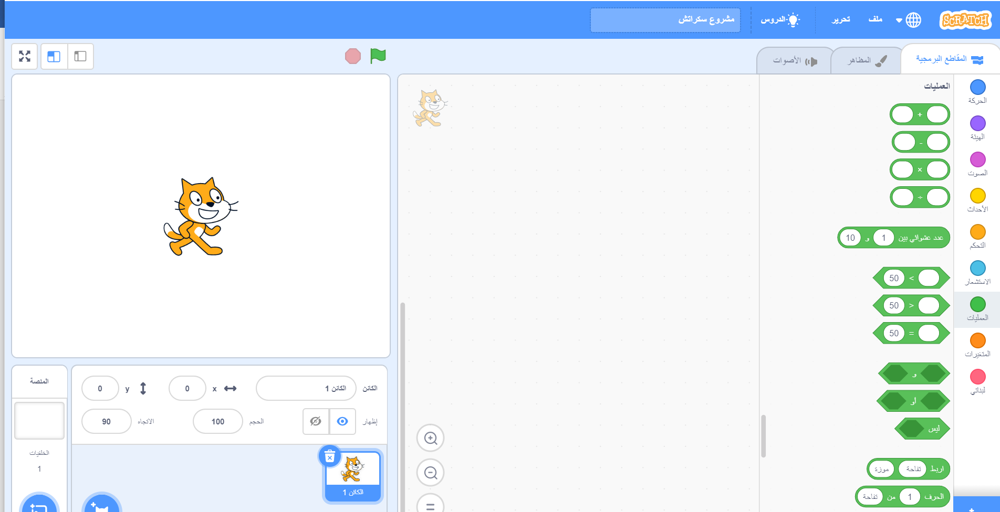 SCRATCH
ملف
تحرير
الدروس
مشروع سكراتش
المقاطع البرمجية
المظاهر
الأصوات
الحركة
الهيئة
الصوت
الأحداث
التحكم
الاستشعار
العمليات
المتغيرات
لبناتي
العمليات
+
-
×
÷
عدد عشوائي بين 1 و 10
< 50
> 50
= 50
و
أو
ليس
اربط تفاحة موزة
الحرف 1 من تفاحة
الكائن الكائن 1 x 0 y 0
إظهار الحجم 100 الاتجاه 90
الكائن 1
المنصة
الخلفيات
1